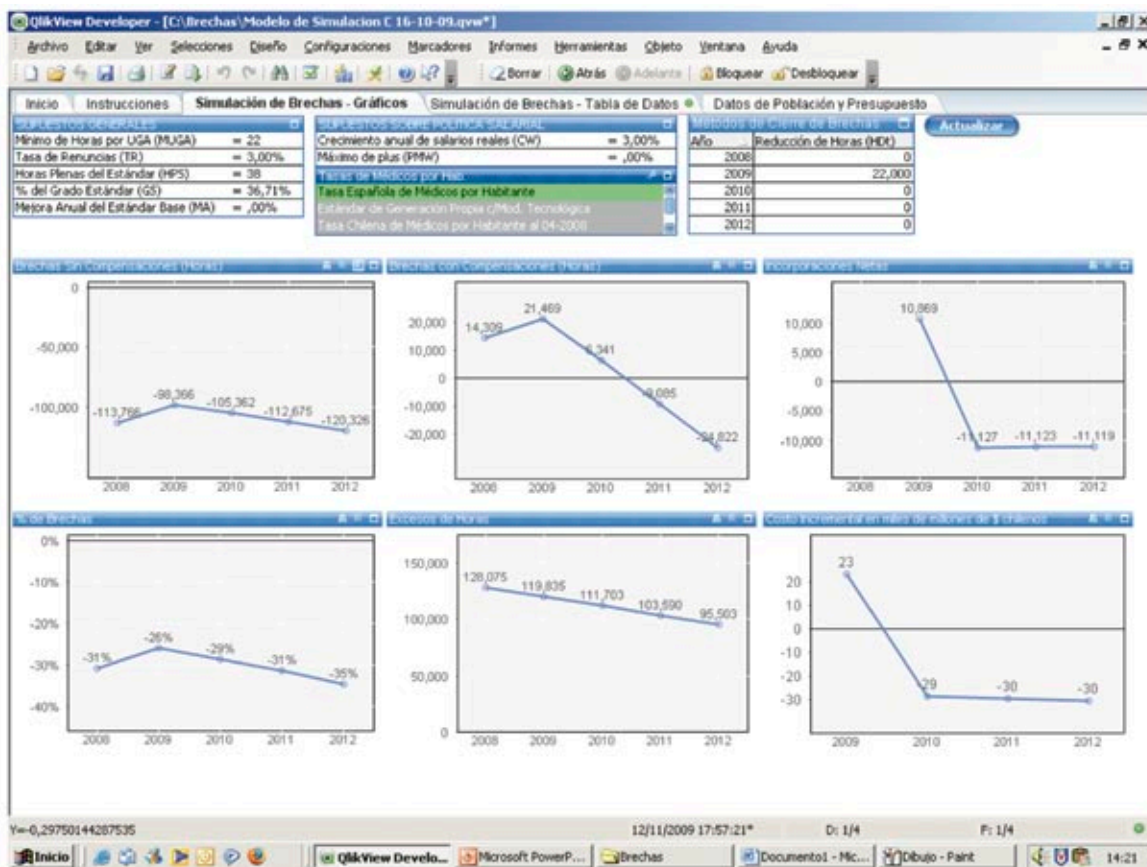 QlikView Developer - [C:\Brechas\Modelo de Simulacion C 16-10-09.qvw*]
Archivo Editar Ver Selecciones Diseño Configuraciones Marcadores Informes Herramientas Objeto Ventana Ayuda
Borrar Atrás Adelante Bloquear Desbloquear
Inicio Instrucciones Simulación de Brechas - Gráficos Simulación de Brechas - Tabla de Datos Datos de Población y Presupuesto
SUPUESTOS GENERALES
Mínimo de Horas por UGA (MUGA) = 22
Tasa de Renuncias (TR) = 3,00%
Horas Plenas del Estándar (HPS) = 38
% del Grado Estándar (GS) = 36,71%
Mejora Anual del Estándar Base (MA) = ,00%
SUPUESTOS SOBRE POLITICA SALARIAL
Crecimiento anual de salarios reales (CW) = 3,00%
Máximo de plus (PMW) = ,00%
Tasas de Médicos por Hab.
Tasa Española de Médicos por Habitante
Estándar de Generación Propia c/Mod. Tecnológica
Tasa Chilena de Médicos por Habitante al 04-2008
Métodos de Cierre de Brechas
Año Reducción de Horas (HDt)
2008 0
2009 22,000
2010 0
2011 0
2012 0
Actualizar
Brechas Sin Compensaciones (Horas)
0
-50,000
-100,000
-113,766 -98,366 -105,362 -112,675 -120,326
2008 2009 2010 2011 2012
Brechas con Compensaciones (Horas)
20,000
10,000
0
-10,000
-20,000
14,309 21,469 6,341 -9,085 -24,822
2008 2009 2010 2011 2012
Incorporaciones Netas
10,000
5,000
0
-5,000
-10,000
10,869 -11,127 -11,123 -11,119
2008 2009 2010 2011 2012
% de Brechas
0%
-10%
-20%
-30%
-40%
-31% -26% -29% -31% -35%
2008 2009 2010 2011 2012
Excesos de Horas
150,000
100,000
50,000
0
128,075 119,835 111,703 103,590 95,503
2008 2009 2010 2011 2012
Costo Incremental en miles de millones de $ chilenos
20
10
0
-10
-20
-30
23 -29 -30 -30
2009 2010 2011 2012
Y=-0,29750144287535 12/11/2009 17:57:21* D: 1/4 F: 1/4
Inicio QlikView Develo... Microsoft PowerP... Brechas Documento1 - Mic... Dibujo - Paint 14:21